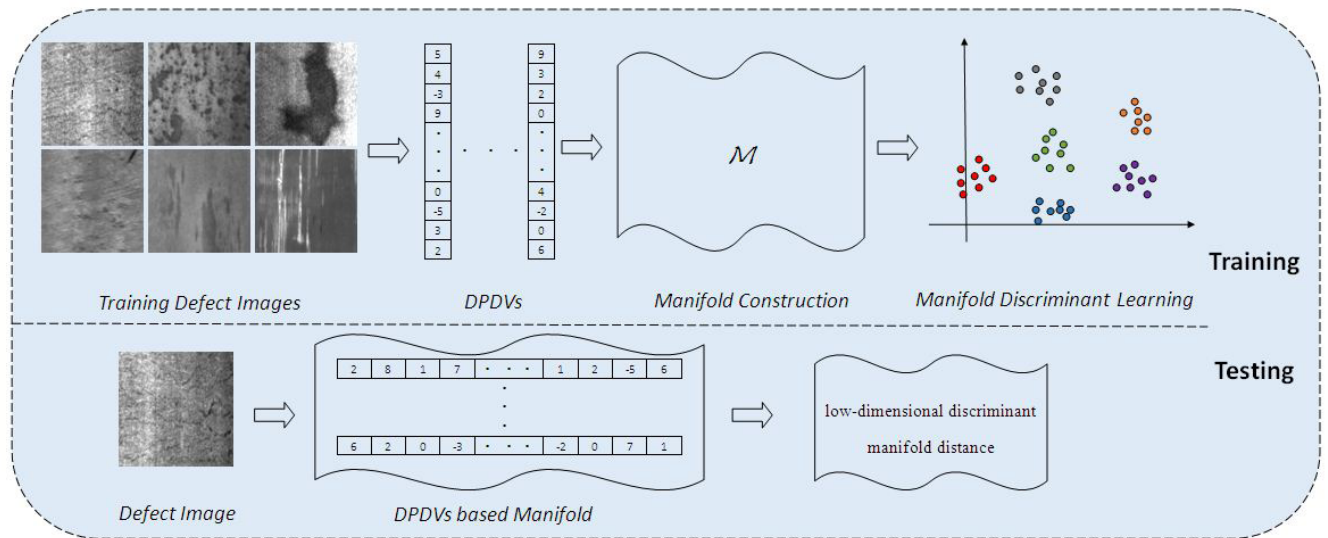 5 9
4 3
-3 2
9 0
. .
. . . . . .
. .
0 4
-5 -2
3 0
2 6
M
Training
Training Defect Images DPDVs Manifold Construction Manifold Discriminant Learning
Testing
2 8 1 7 . . . 1 2 -5 6
.
.
.
6 2 0 -3 . . . -2 0 7 1
low-dimensional discriminant
manifold distance
Defect Image DPDVs based Manifold